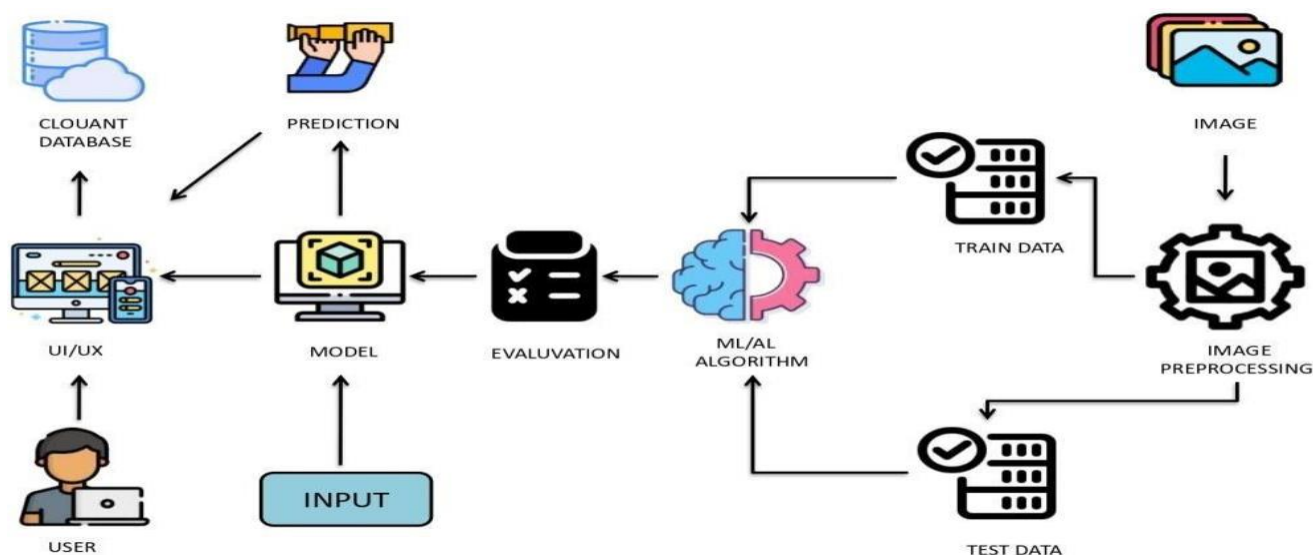 CLOUANT
DATABASE
PREDICTION
IMAGE
TRAIN DATA
UI/UX
MODEL
EVALUVATION
ML/AL
ALGORITHM
IMAGE
PREPROCESSING
INPUT
USER
TEST DATA